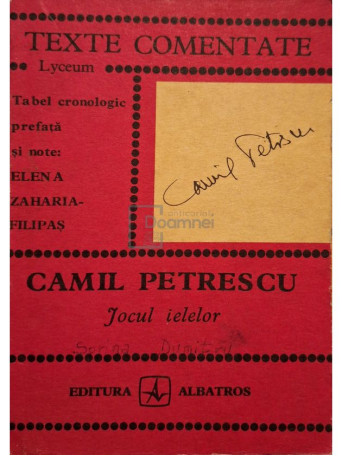 TEXTE COMENTATE
Lyceum
Tabel cronologic
prefață
și note:
ELENA
ZAHARIA-
FILIPAȘ
Camil Petrescu
Doamnei
CAMIL PETRESCU
Jocul ielelor
EDITURA ALBATROS